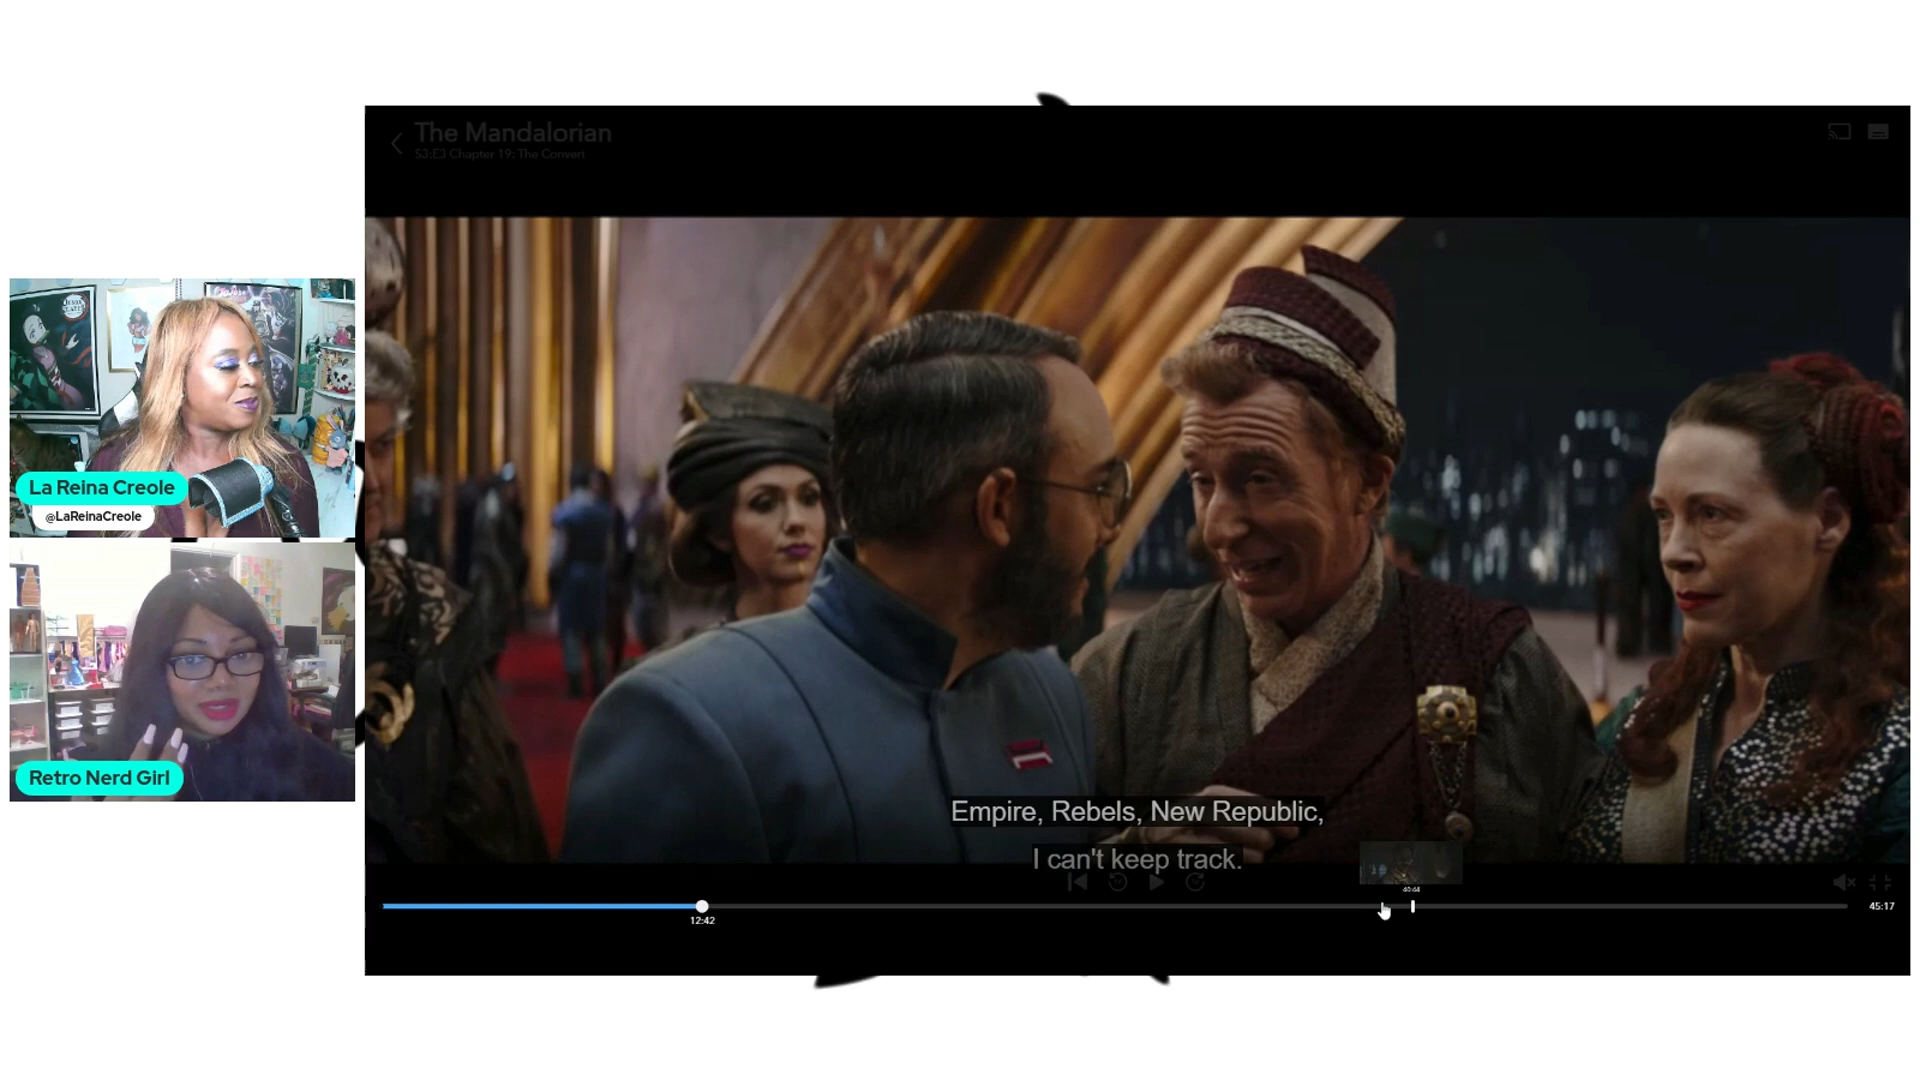 The Mandalorian
S3:E3 Chapter 19: The Convert
La Reina Creole
@LaReinaCreole
Retro Nerd Girl
Empire, Rebels, New Republic,
I can't keep track.
12:42
45:17